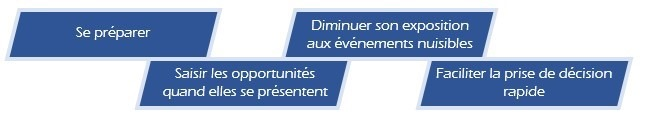 Se préparer
Diminuer son exposition
aux événements nuisibles
Saisir les opportunités
quand elles se présentent
Faciliter la prise de décision
rapide